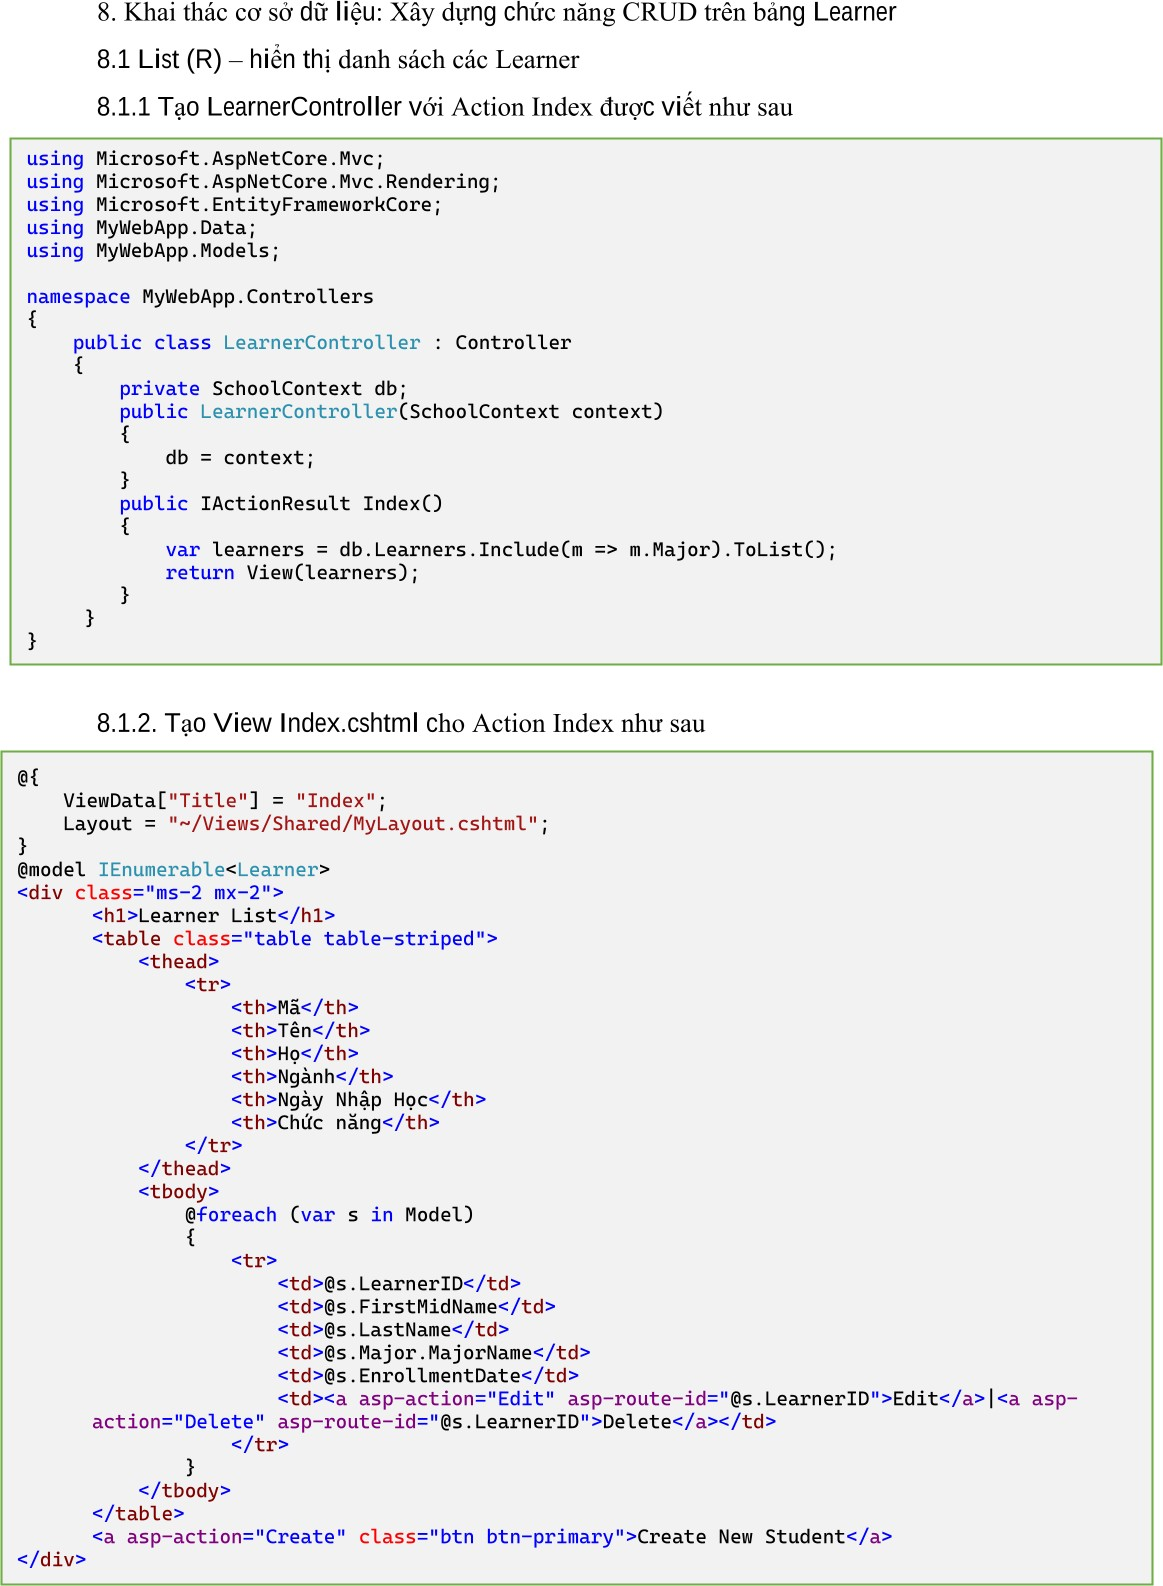 8. Khai thác cơ sở dữ liệu: Xây dựng chức năng CRUD trên bảng Learner
8.1 List (R) – hiển thị danh sách các Learner
8.1.1 Tạo LearnerController với Action Index được viết như sau
using Microsoft.AspNetCore.Mvc;
using Microsoft.AspNetCore.Mvc.Rendering;
using Microsoft.EntityFrameworkCore;
using MyWebApp.Data;
using MyWebApp.Models;
namespace MyWebApp.Controllers
{
public class LearnerController : Controller
{
private SchoolContext db;
public LearnerController(SchoolContext context)
{
db = context;
}
public IActionResult Index()
{
var learners = db.Learners.Include(m => m.Major).ToList();
return View(learners);
}
}
}
8.1.2. Tạo View Index.cshtml cho Action Index như sau
@{
ViewData["Title"] = "Index";
Layout = "~/Views/Shared/MyLayout.cshtml";
}
@model IEnumerable<Learner>
<div class="ms-2 mx-2">
<h1>Learner List</h1>
<table class="table table-striped">
<thead>
<tr>
<th>Mã</th>
<th>Tên</th>
<th>Họ</th>
<th>Ngành</th>
<th>Ngày Nhập Học</th>
<th>Chức năng</th>
</tr>
</thead>
<tbody>
@foreach (var s in Model)
{
<tr>
<td>@s.LearnerID</td>
<td>@s.FirstMidName</td>
<td>@s.LastName</td>
<td>@s.Major.MajorName</td>
<td>@s.EnrollmentDate</td>
<td><a asp-action="Edit" asp-route-id="@s.LearnerID">Edit</a>|<a asp-
action="Delete" asp-route-id="@s.LearnerID">Delete</a></td>
</tr>
}
</tbody>
</table>
<a asp-action="Create" class="btn btn-primary">Create New Student</a>
</div>